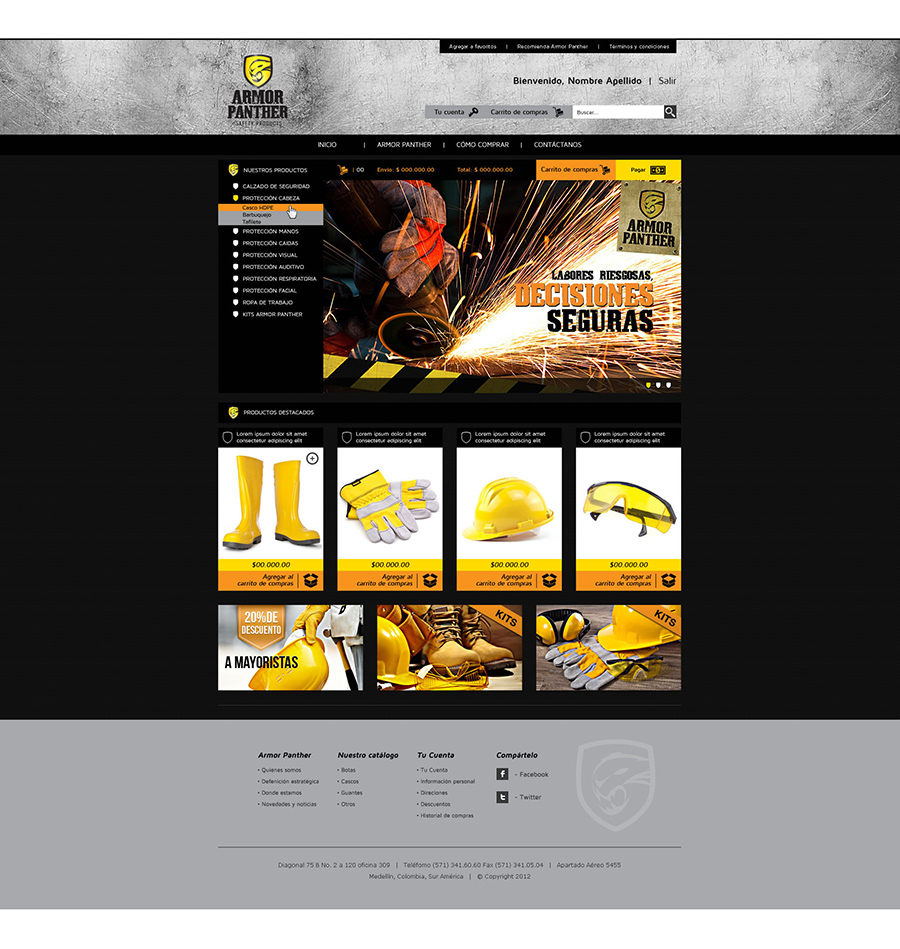 Agregar a favoritos | Recomienda Armor Panther | Términos y condiciones
Bienvenido, Nombre Apellido | Salir
ARMOR
PANTHER
SAFETY PRODUCTS
Tu cuenta Carrito de compras Buscar...
INICIO | ARMOR PANTHER | CÓMO COMPRAR | CONTÁCTANOS
NUESTROS PRODUCTOS
CALZADO DE SEGURIDAD
PROTECCIÓN CABEZA
Casco HDPE
Barbuquejo
Tafilete
PROTECCIÓN MANOS
PROTECCIÓN CAIDAS
PROTECCIÓN VISUAL
PROTECCIÓN AUDITIVO
PROTECCIÓN RESPIRATORIA
PROTECCIÓN FACIAL
ROPA DE TRABAJO
KITS ARMOR PANTHER
| 00 Envío: $ 000.000.00 Total: $ 000.000.00 Carrito de compras Pagar
ARMOR
PANTHER
LABORES RIESGOSAS,
DECISIONES
SEGURAS
PRODUCTOS DESTACADOS
Lorem ipsum dolor sit amet
consectetur adipiscing elit
$00.000.00
Agregar al
carrito de compras
Lorem ipsum dolor sit amet
consectetur adipiscing elit
$00.000.00
Agregar al
carrito de compras
Lorem ipsum dolor sit amet
consectetur adipiscing elit
$00.000.00
Agregar al
carrito de compras
Lorem ipsum dolor sit amet
consectetur adipiscing elit
$00.000.00
Agregar al
carrito de compras
20%DE
DESCUENTO
A MAYORISTAS
KITS
KITS
Armor Panther
• Quienes somos
• Defenición estratégica
• Donde estamos
• Novedades y noticias
Nuestro catálogo
• Botas
• Cascos
• Guantes
• Otros
Tu Cuenta
• Tu Cuenta
• Información personal
• Direciones
• Descuentos
• Historial de compras
Compártelo
- Facebook
- Twitter
Diagonal 75 B No. 2 a 120 oficina 309 | Teléfomo (571) 341.60.60 Fax (571) 341.05.04 | Apartado Aéreo 5455
Medellín, Colombia, Sur América | © Copyright 2012